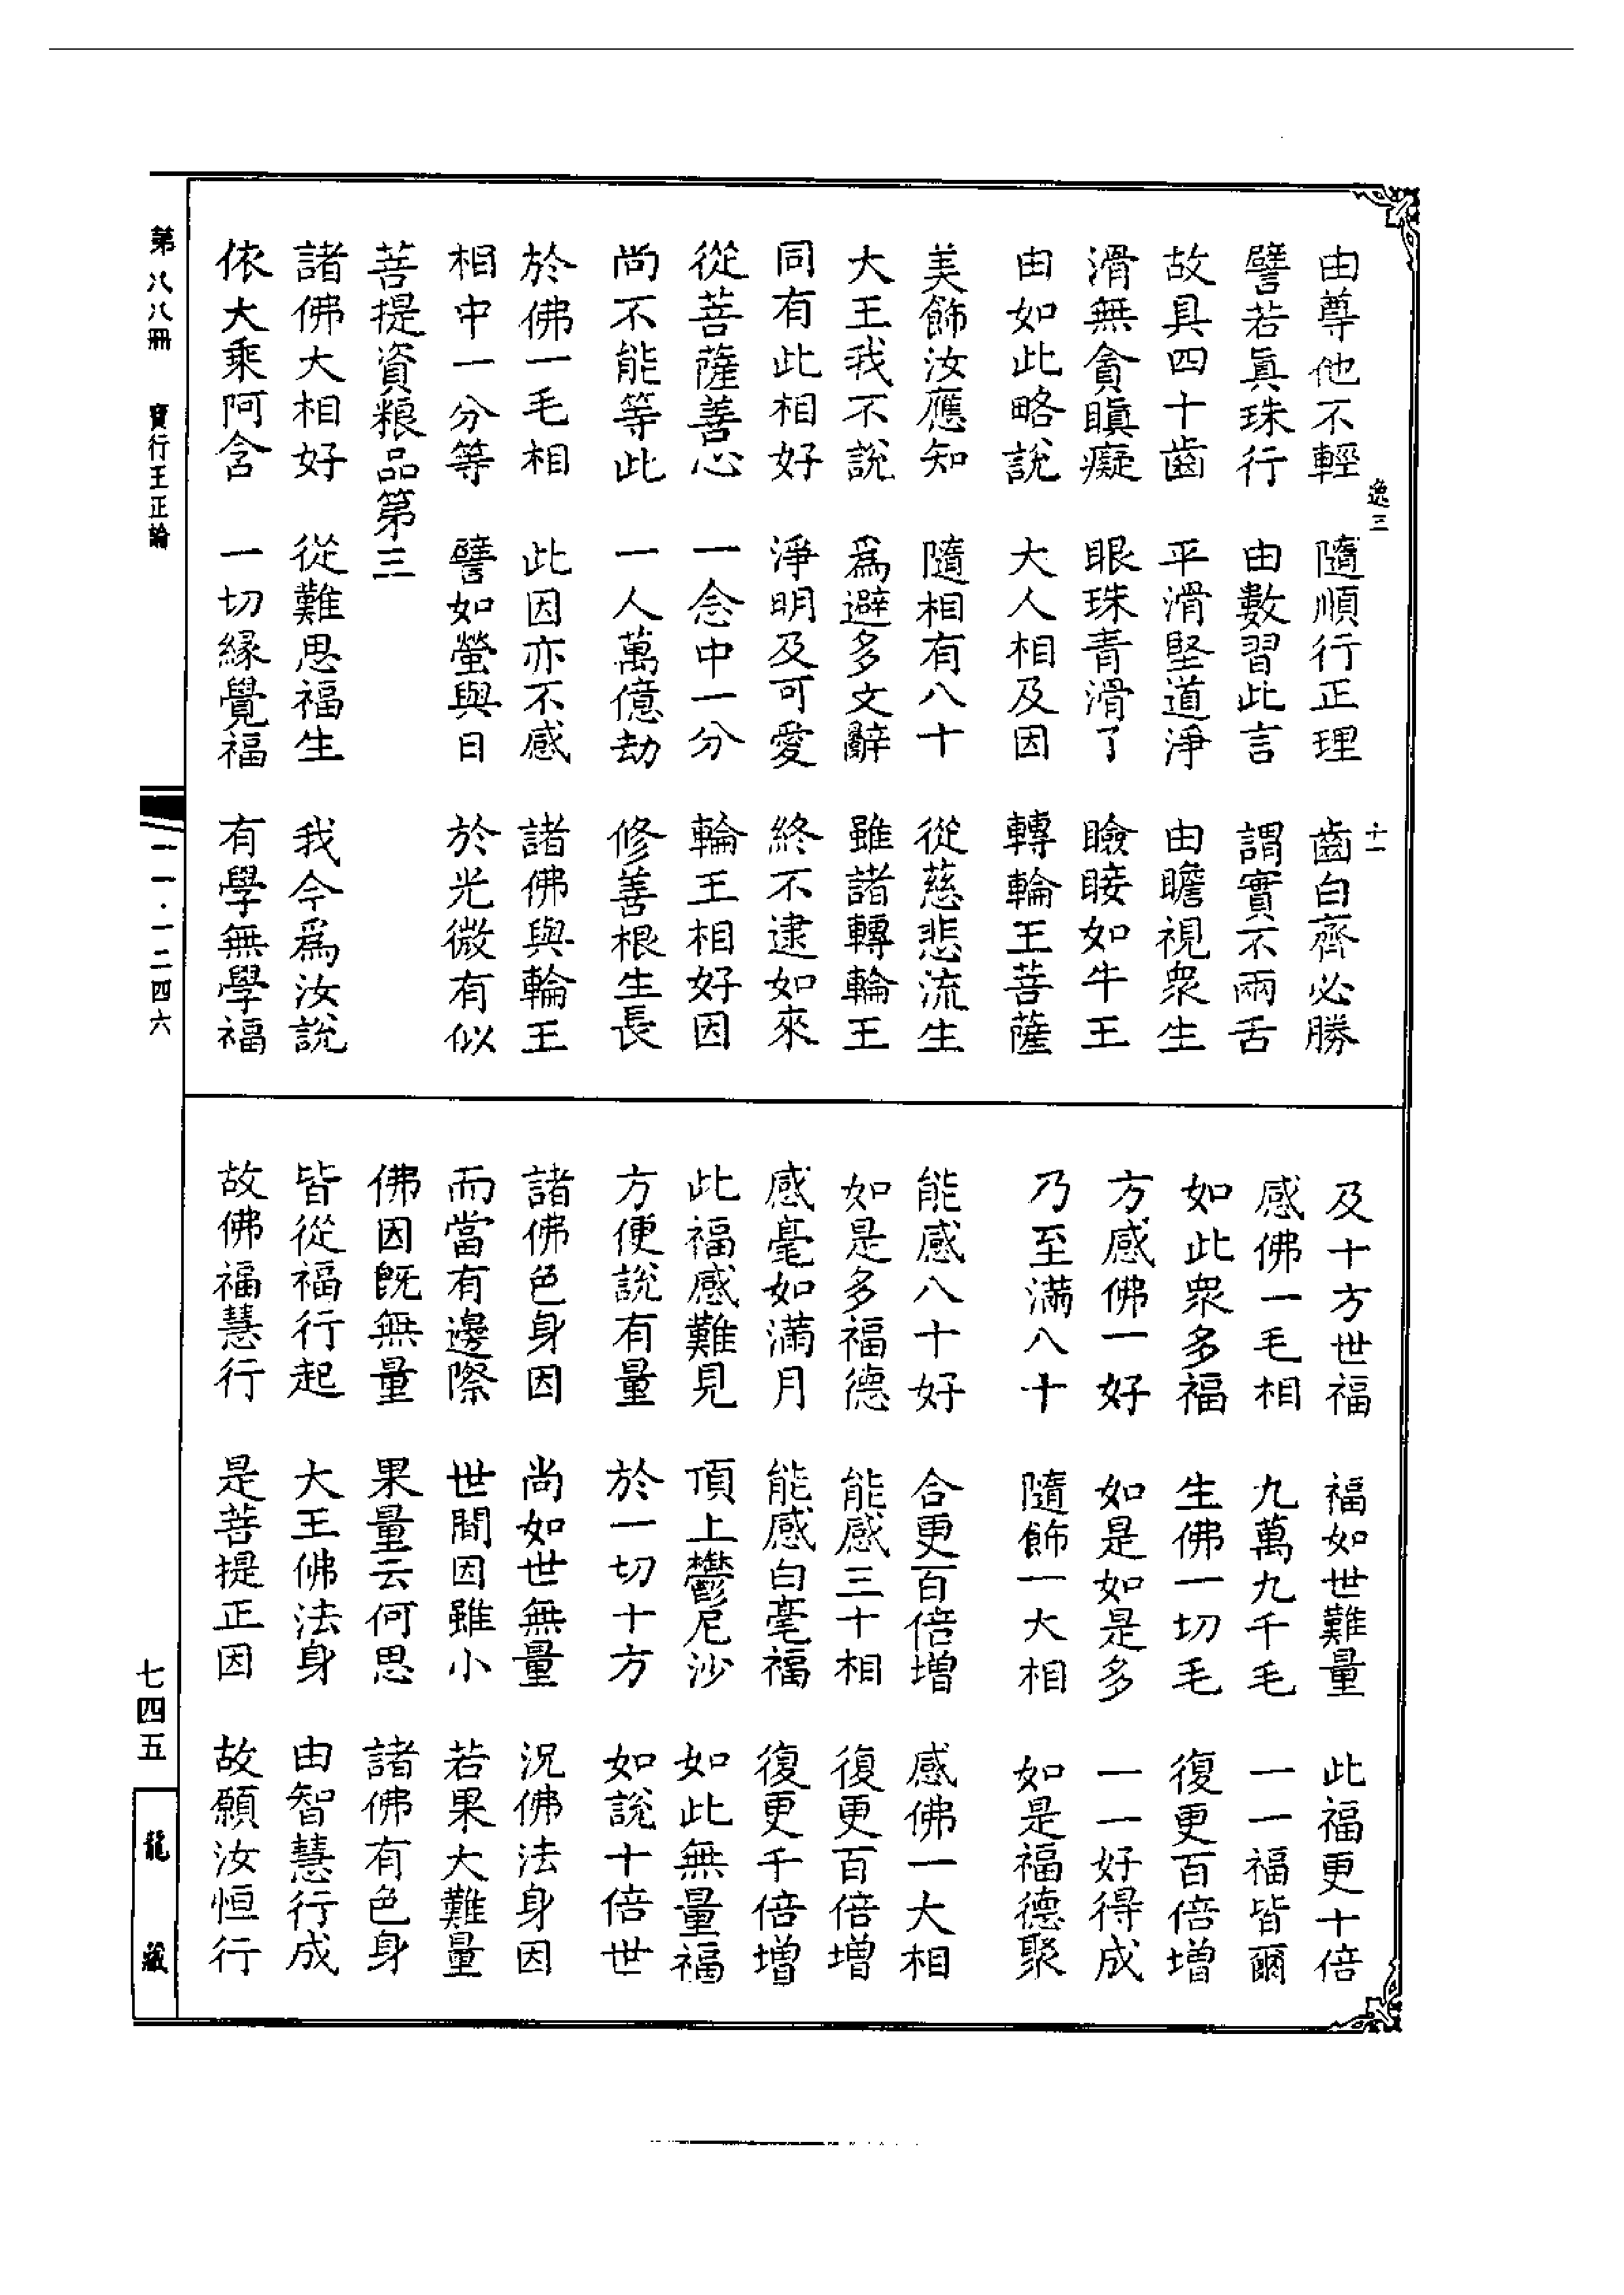 由尊他不輕　隨順行正理　齒白齊必勝
譬若真珠行　由數習此言　謂實不兩舌
故具四十齒　平滑堅道淨　由瞻視衆生
滑無貪瞋癡　眼珠青滑了　瞼睫如牛王
由如此略說　大人相及因　轉輪王菩薩
美飾汝應知　隨相有八十　從慈悲流生
大王我不說　爲避多文辭　雖諸轉輪王
同有此相好　淨明及可愛　終不逮如來
從菩薩善心　一念中一分　輪王相好因
尚不能等此　一人萬億劫　修善根生長
於佛一毛相　此因亦不感　諸佛與輪王
相中一分等　譬如螢與日　於光微有似
菩提資粮品第三
諸佛大相好　從難思福生　我今爲汝說
依大乘阿含　一切緣覺福　有學無學福
及十方世福　福如世難量　此福更十倍
感佛一毛相　九萬九千毛　一一福皆爾
如此衆多福　生佛一切毛　復更百倍增
方感佛一好　如是如是多　一一好得成
乃至滿八十　隨飾一大相　如是福德聚
能感八十好　合更百倍增　感佛一大相
如是多福德　能感三十相　復更百倍增
感毫如滿月　能感白毫福　復更千倍增
此福感難見　頂上鬱尼沙　如此無量福
方便說有量　於一切十方　如說十倍世
諸佛色身因　尚如世無量　況佛法身因
而當有邊際　世間因雖小　若果大難量
佛因旣無量　果量云何思　諸佛有色身
皆從福行起　大王佛法身　由智慧行成
故佛福慧行　是菩提正因　故願汝恒行
逸三　十一
第八八冊　寶行王正論　一一·一二四六　七四五
龍藏